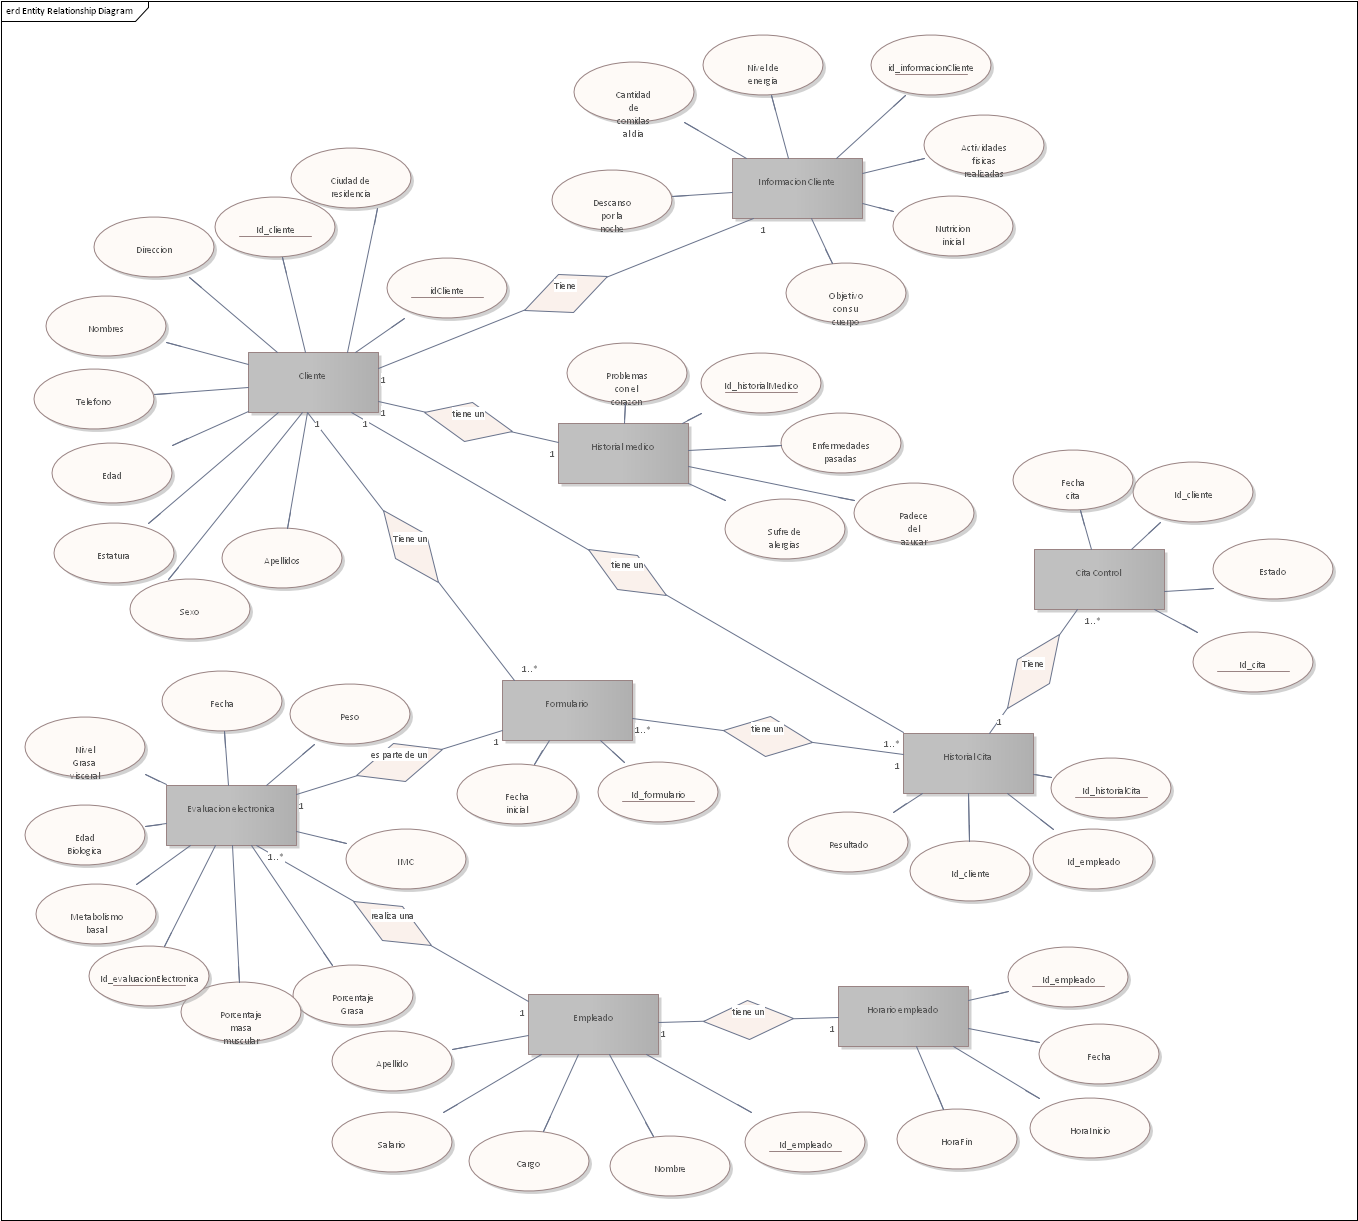 erd Entity Relationship Diagram
Nivel de
energia
id_informacionCliente
Cantidad
de
comidas
al dia
Actividades
fisicas
realizadas
Informacion Cliente
Descanso
por la
noche
Nutricion
inicial
1
Objetivo
con su
cuerpo
Tiene
Ciudad de
residencia
Id_cliente
Direccion
idCliente
Nombres
Cliente
1
Telefono
1
1
1
Edad
Estatura
Apellidos
Sexo
tiene un
Problemas
con el
corazon
Id_historialMedico
Historial medico
1
Enfermedades
pasadas
Padece
del
azucar
Sufre de
alergias
Fecha
cita
Id_cliente
Cita Control
Estado
1..*
Id_cita
Tiene
1
Tiene un
tiene un
1..*
Formulario
1..*
1
tiene un
1..*
1
Historial Cita
Fecha
inicial
Id_formulario
Id_historialCita
Resultado
Id_cliente
Id_empleado
Fecha
Peso
Nivel
Grasa
visceral
es parte de un
Evaluacion electronica
1
Edad
Biologica
1..*
IMC
Metabolismo
basal
Id_evaluacionElectronica
Porcentaje
masa
muscular
Porcentaje
Grasa
realiza una
1
Empleado
1
tiene un
1
Horario empleado
Id_empleado
Fecha
HoraInicio
HoraFin
Apellido
Salario
Cargo
Nombre
Id_empleado